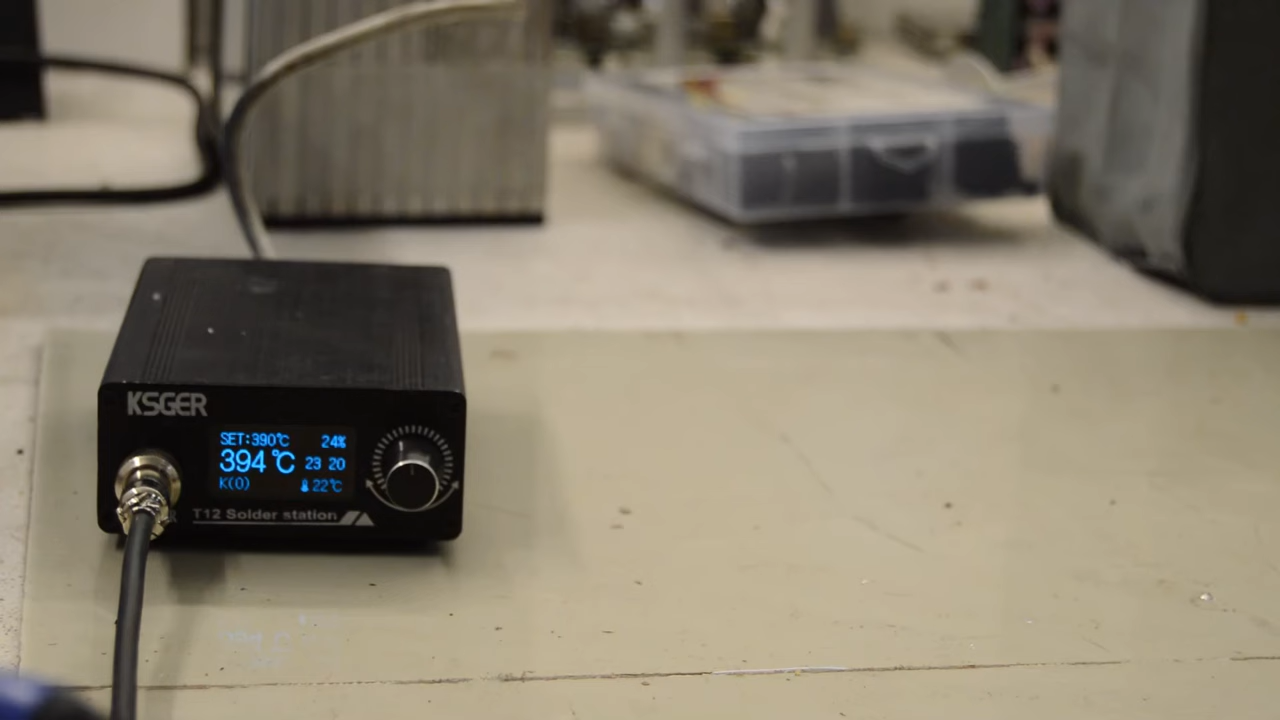 KSGER
SET:390℃ 24%
394℃ 23 20
K(0) 22℃
T12 Solder station